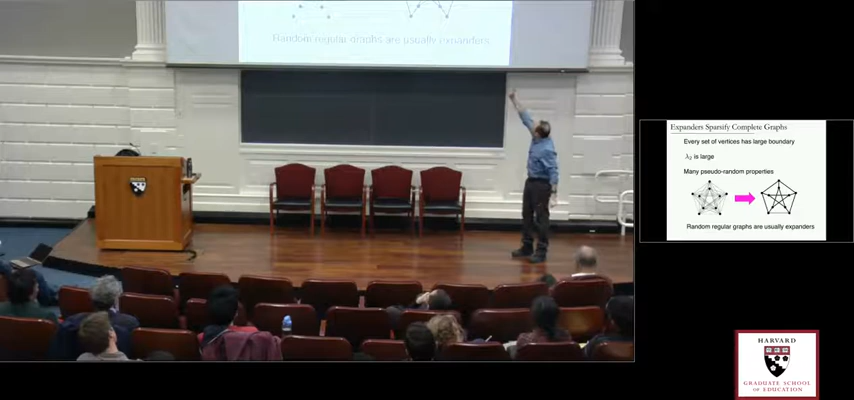 Random regular graphs are usually expanders
Expanders Sparsify Complete Graphs
Every set of vertices has large boundary
λ₂ is large
Many pseudo-random properties
Random regular graphs are usually expanders
HARVARD
GRADUATE SCHOOL
OF EDUCATION